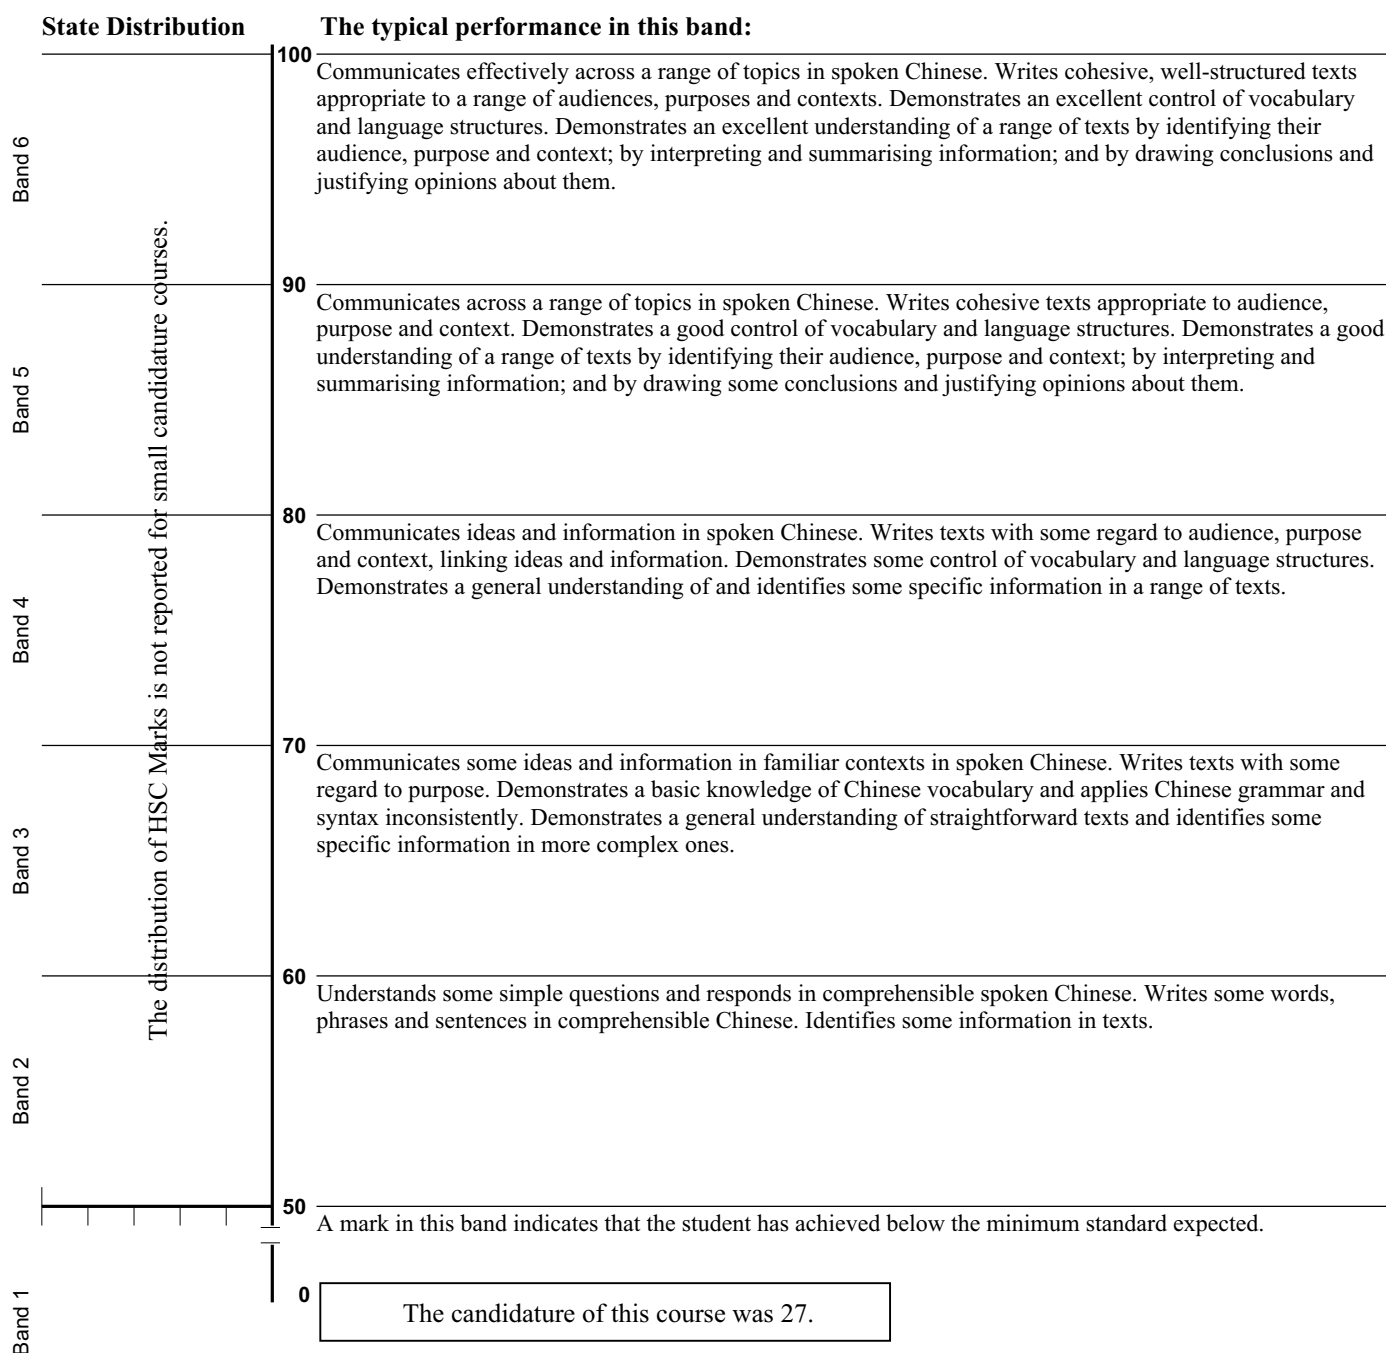 State Distribution
The typical performance in this band:
100
Communicates effectively across a range of topics in spoken Chinese. Writes cohesive, well-structured texts
appropriate to a range of audiences, purposes and contexts. Demonstrates an excellent control of vocabulary
and language structures. Demonstrates an excellent understanding of a range of texts by identifying their
audience, purpose and context; by interpreting and summarising information; and by drawing conclusions and
justifying opinions about them.
Band 6
90
Communicates across a range of topics in spoken Chinese. Writes cohesive texts appropriate to audience,
purpose and context. Demonstrates a good control of vocabulary and language structures. Demonstrates a good
understanding of a range of texts by identifying their audience, purpose and context; by interpreting and
summarising information; and by drawing some conclusions and justifying opinions about them.
Band 5
80
Communicates ideas and information in spoken Chinese. Writes texts with some regard to audience, purpose
and context, linking ideas and information. Demonstrates some control of vocabulary and language structures.
Demonstrates a general understanding of and identifies some specific information in a range of texts.
Band 4
The distribution of HSC Marks is not reported for small candidature courses.
70
Communicates some ideas and information in familiar contexts in spoken Chinese. Writes texts with some
regard to purpose. Demonstrates a basic knowledge of Chinese vocabulary and applies Chinese grammar and
syntax inconsistently. Demonstrates a general understanding of straightforward texts and identifies some
specific information in more complex ones.
Band 3
60
Understands some simple questions and responds in comprehensible spoken Chinese. Writes some words,
phrases and sentences in comprehensible Chinese. Identifies some information in texts.
Band 2
50
A mark in this band indicates that the student has achieved below the minimum standard expected.
0
Band 1
The candidature of this course was 27.